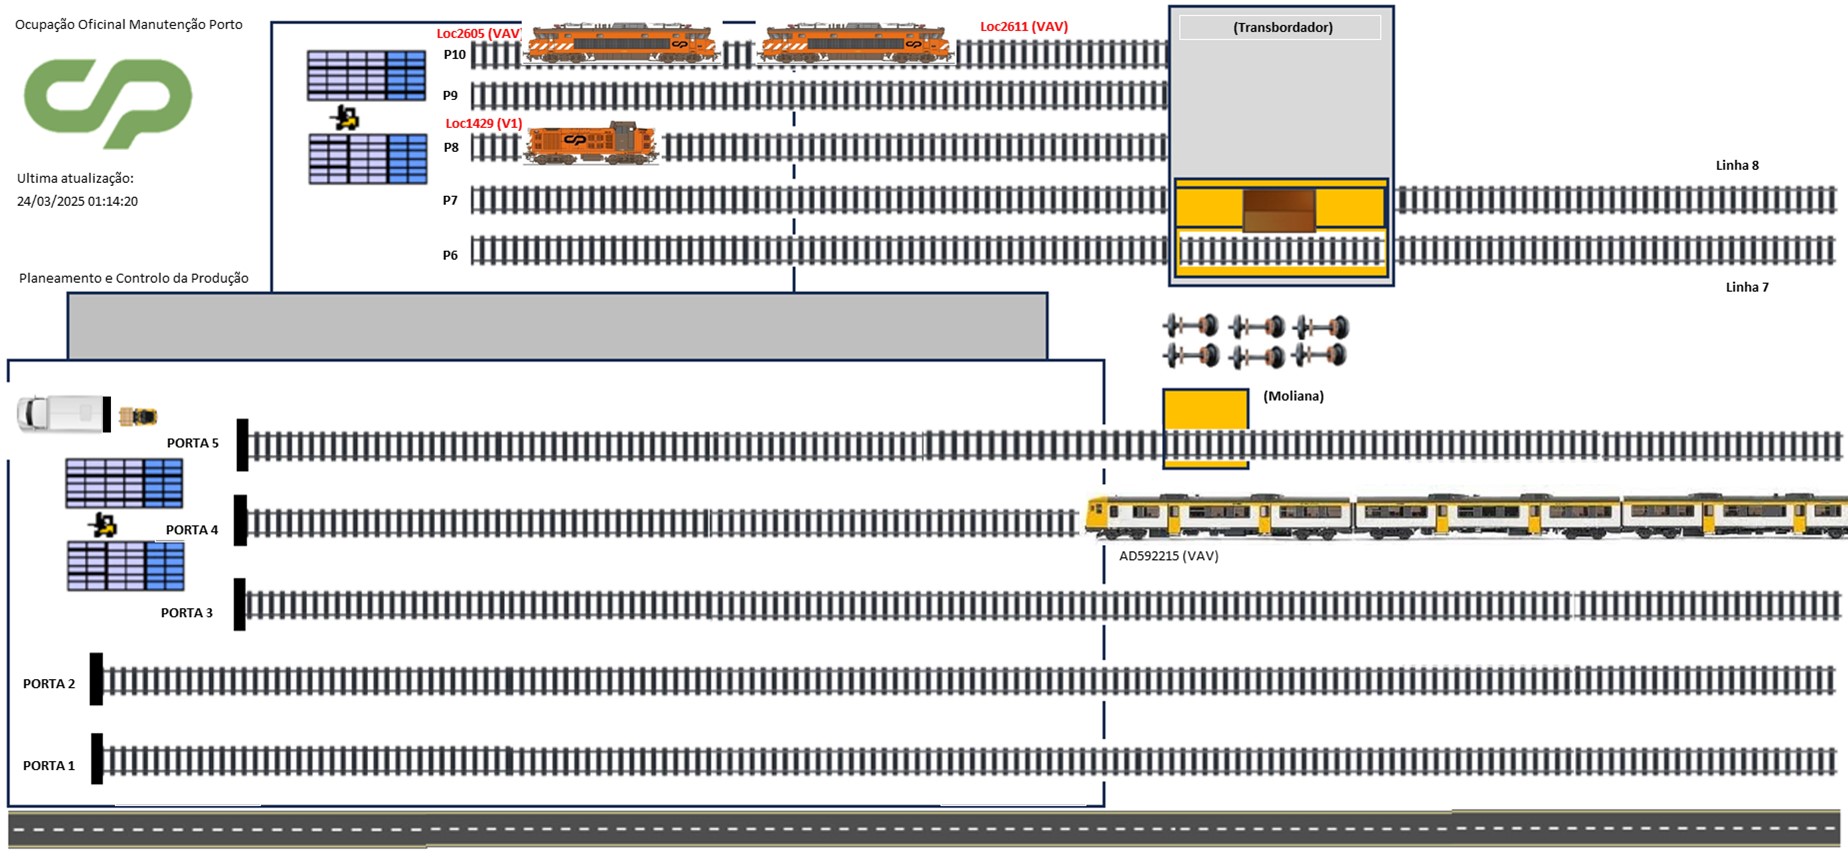 Ocupação Oficinal Manutenção Porto
Loc2605 (VAV)
Loc2611 (VAV)
(Transbordador)
P10
P9
Loc1429 (V1)
P8
Linha 8
Ultima atualização:
24/03/2025 01:14:20
P7
P6
Planeamento e Controlo da Produção
Linha 7
(Moliana)
PORTA 5
PORTA 4
AD592215 (VAV)
PORTA 3
PORTA 2
PORTA 1